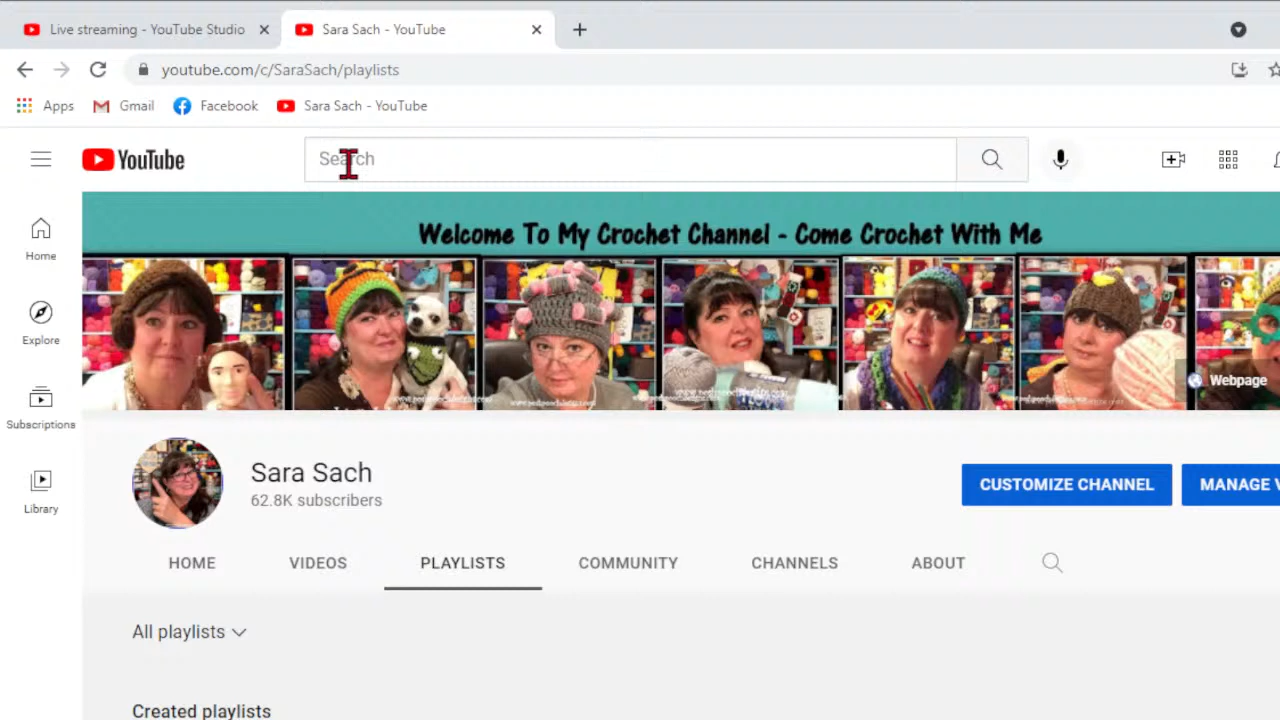 Live streaming - YouTube Studio
Sara Sach - YouTube
youtube.com/c/SaraSach/playlists
Apps
Gmail
Facebook
Sara Sach - YouTube
YouTube
Search
Welcome To My Crochet Channel - Come Crochet With Me
Home
Explore
Subscriptions
Library
Webpage
Sara Sach
62.8K subscribers
CUSTOMIZE CHANNEL
MANAGE V
HOME
VIDEOS
PLAYLISTS
COMMUNITY
CHANNELS
ABOUT
All playlists
Created playlists